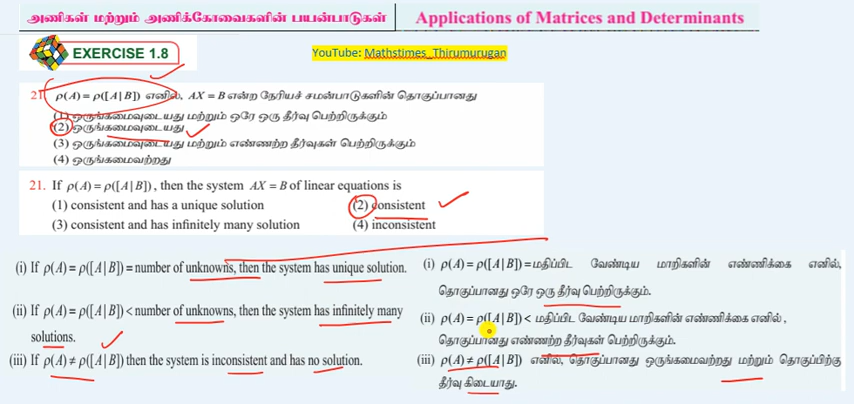 அணிகள் மற்றும் அணிக்கோவைகளின் பயன்பாடுகள் Applications of Matrices and Determinants
EXERCISE 1.8
YouTube: Mathstimes_Thirumurugan
21. ρ(A) = ρ([A|B]) எனில், AX = B என்ற நேரியச் சமன்பாடுகளின் தொகுப்பானது
(1) ஒருங்கமைவுடையது மற்றும் ஒரே ஒரு தீர்வு பெற்றிருக்கும்
(2) ஒருங்கமைவுடையது
(3) ஒருங்கமைவுடையது மற்றும் எண்ணற்ற தீர்வுகள் பெற்றிருக்கும்
(4) ஒருங்கமைவற்றது
21. If ρ(A) = ρ([A|B]), then the system AX = B of linear equations is
(1) consistent and has a unique solution (2) consistent
(3) consistent and has infinitely many solution (4) inconsistent
(i) If ρ(A) = ρ([A|B]) = number of unknowns, then the system has unique solution.
(ii) If ρ(A) = ρ([A|B]) < number of unknowns, then the system has infinitely many
solutions.
(iii) If ρ(A) ≠ ρ([A|B]) then the system is inconsistent and has no solution.
(i) ρ(A) = ρ([A|B]) = மதிப்பிட வேண்டிய மாறிகளின் எண்ணிக்கை எனில்,
தொகுப்பானது ஒரே ஒரு தீர்வு பெற்றிருக்கும்.
(ii) ρ(A) = ρ([A|B]) < மதிப்பிட வேண்டிய மாறிகளின் எண்ணிக்கை எனில்,
தொகுப்பானது எண்ணற்ற தீர்வுகள் பெற்றிருக்கும்.
(iii) ρ(A) ≠ ρ([A|B]) எனில், தொகுப்பானது ஒருங்கமைவற்றது மற்றும் தொகுப்பிற்கு
தீர்வு கிடையாது.